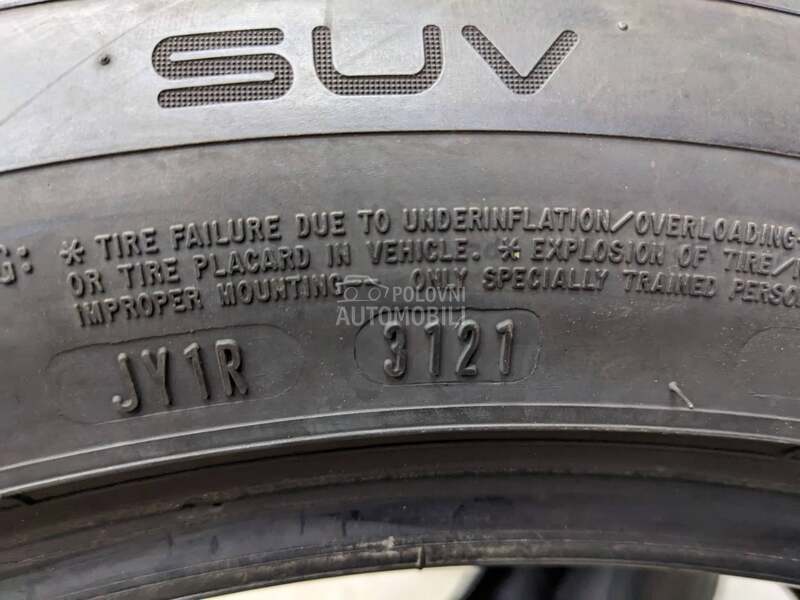 SUV
G: * TIRE FAILURE DUE TO UNDERINFLATION/OVERLOADING-
OR TIRE PLACARD IN VEHICLE. * EXPLOSION OF TIRE/
IMPROPER MOUNTING-- ONLY SPECIALLY TRAINED PERSO
POLOVNI
AUTOMOBILI
JY1R 3121